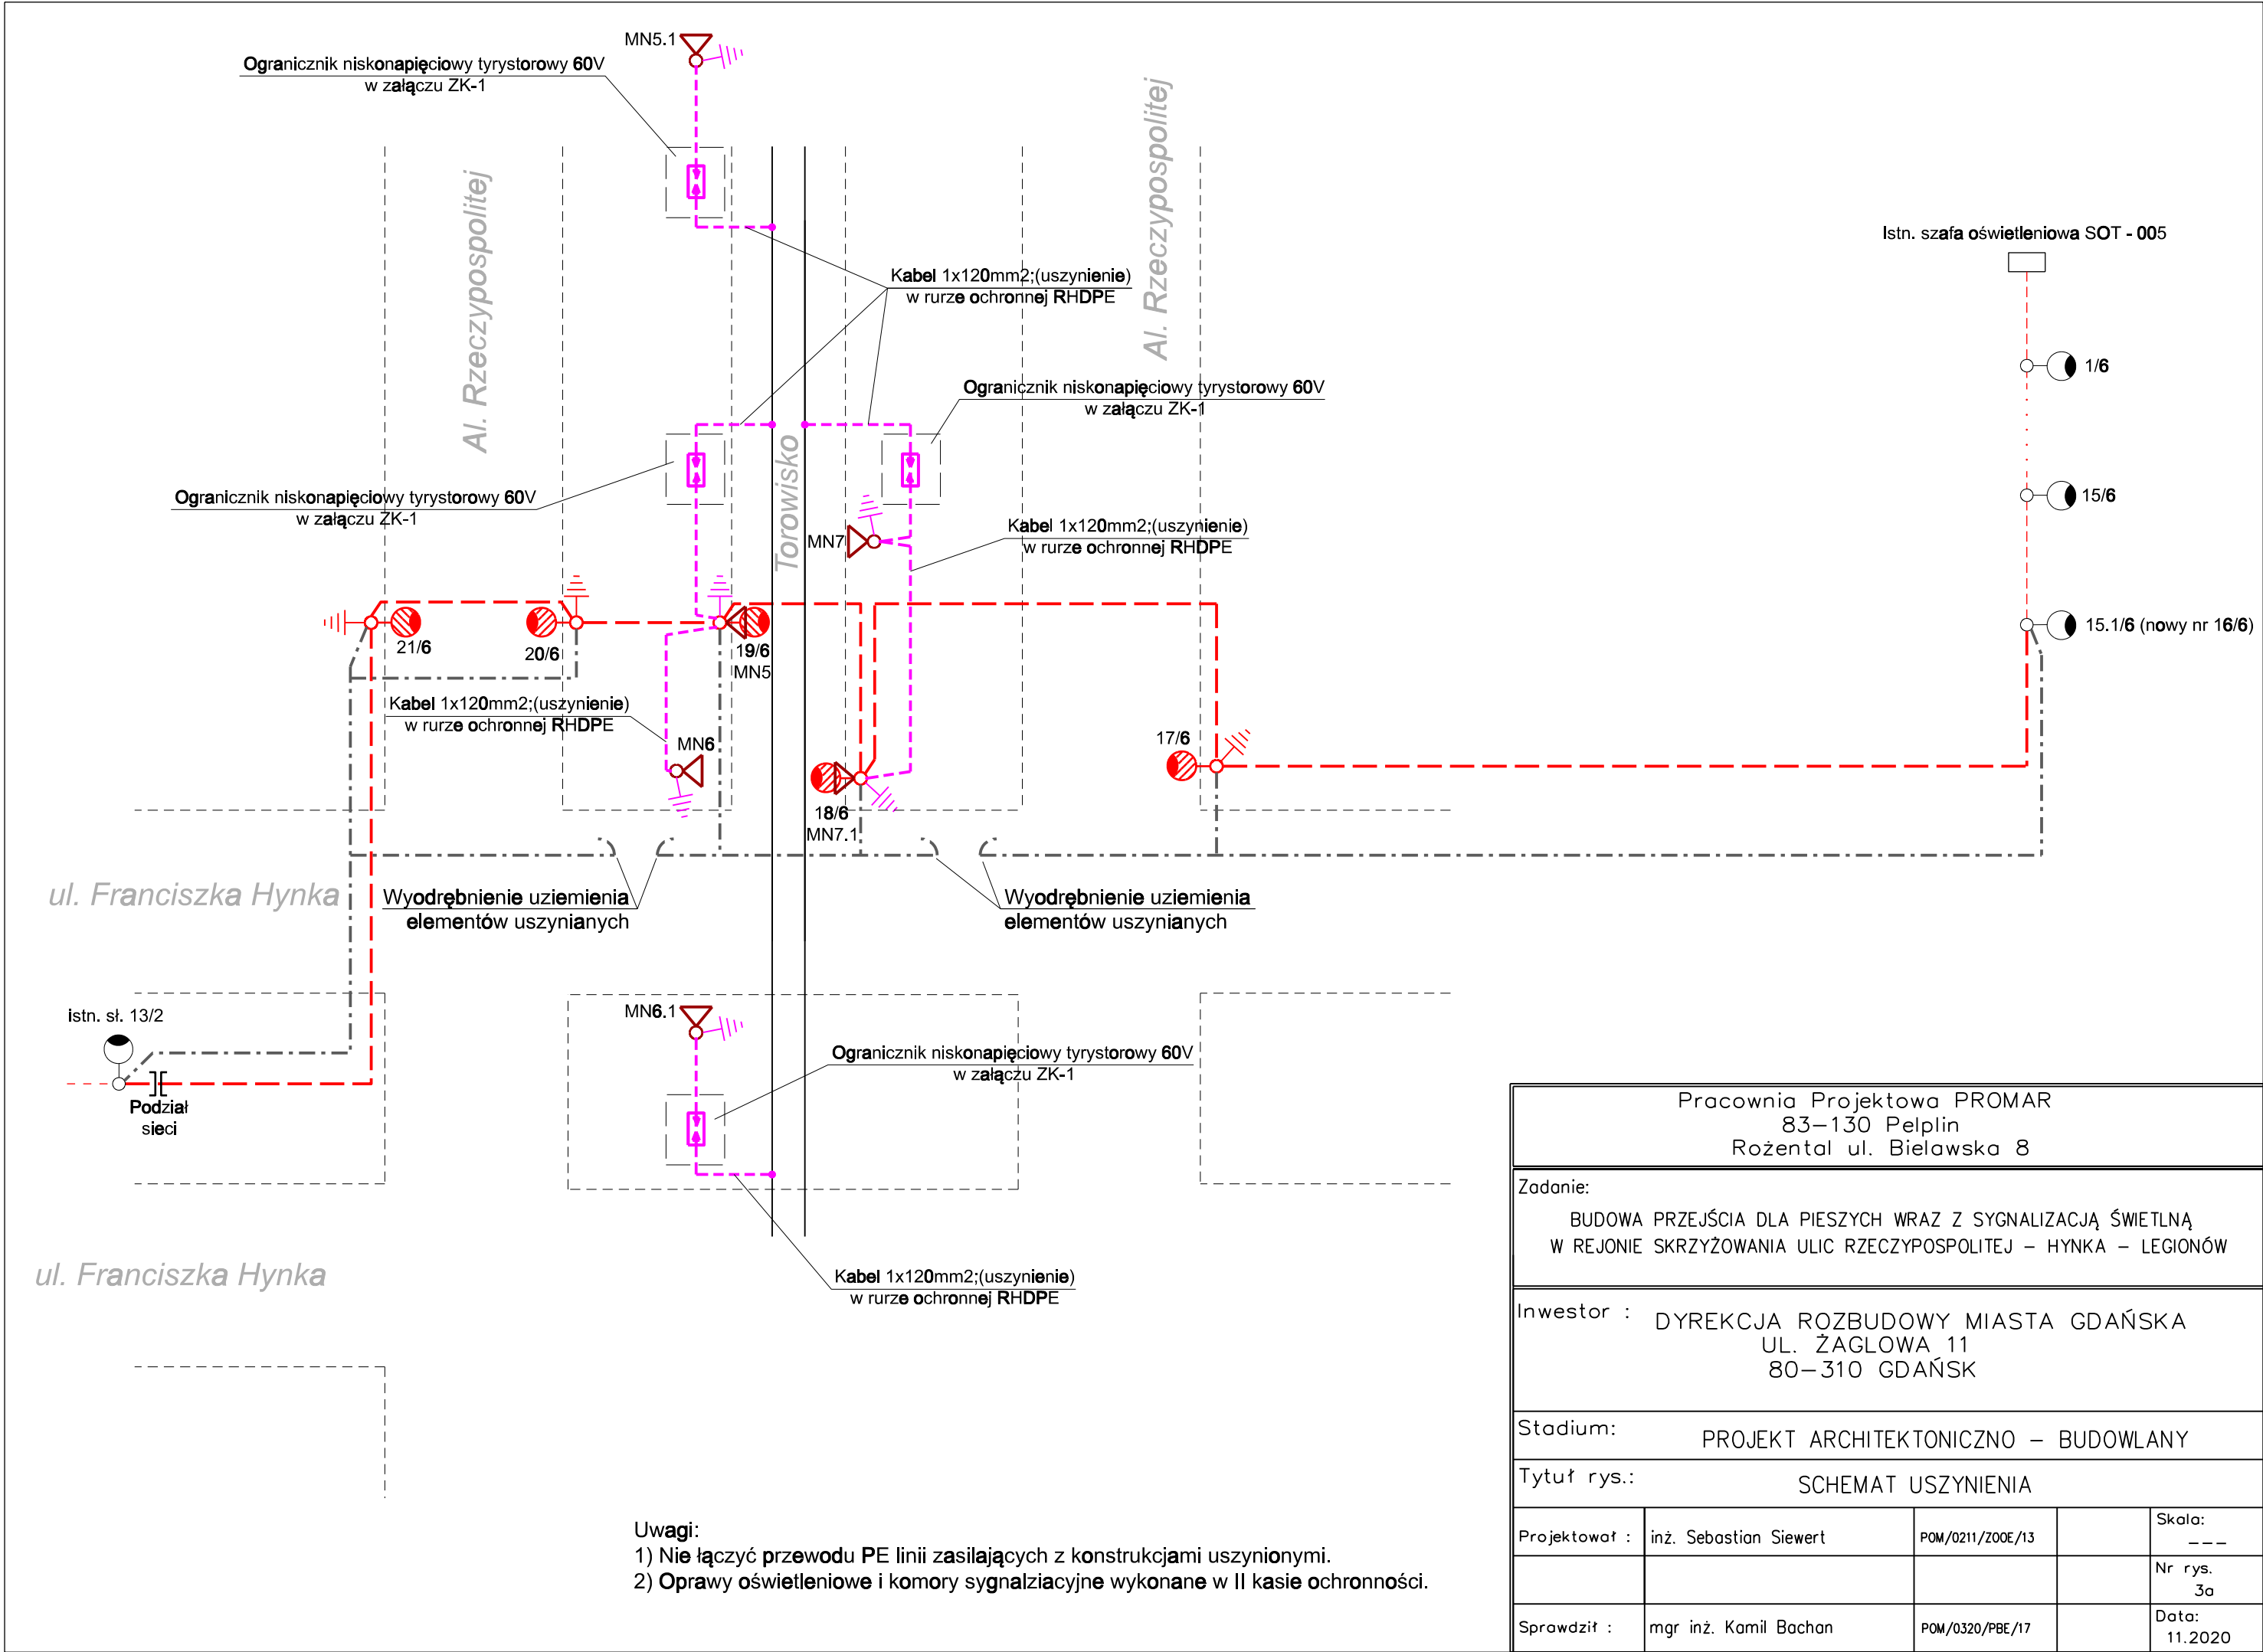 MN5.1
Ogranicznik niskonapięciowy tyrystorowy 60V
w załączu ZK-1
Al. Rzeczypospolitej
Al. Rzeczypospolitej
Istn. szafa oświetleniowa SOT - 005
Kabel 1x120mm2;(uszynienie)
w rurze ochronnej RHDPE
1/6
Ogranicznik niskonapięciowy tyrystorowy 60V
w załączu ZK-1
Torowisko
Ogranicznik niskonapięciowy tyrystorowy 60V
w załączu ZK-1
15/6
Kabel 1x120mm2;(uszynienie)
w rurze ochronnej RHDPE
MN7
21/6
20/6
19/6
MN5
15.1/6 (nowy nr 16/6)
Kabel 1x120mm2;(uszynienie)
w rurze ochronnej RHDPE
MN6
17/6
18/6
MN7.1
ul. Franciszka Hynka
Wyodrębnienie uziemienia
elementów uszynianych
Wyodrębnienie uziemienia
elementów uszynianych
istn. sł. 13/2
MN6.1
Ogranicznik niskonapięciowy tyrystorowy 60V
w załączu ZK-1
Podział
sieci
ul. Franciszka Hynka
Kabel 1x120mm2;(uszynienie)
w rurze ochronnej RHDPE
Uwagi:
1) Nie łączyć przewodu PE linii zasilających z konstrukcjami uszynionymi.
2) Oprawy oświetleniowe i komory sygnalziacyjne wykonane w II kasie ochronności.
Pracownia Projektowa PROMAR
83-130 Pelplin
Rożental ul. Bielawska 8
Zadanie:
BUDOWA PRZEJŚCIA DLA PIESZYCH WRAZ Z SYGNALIZACJĄ ŚWIETLNĄ
W REJONIE SKRZYŻOWANIA ULIC RZECZYPOSPOLITEJ - HYNKA - LEGIONÓW
Inwestor :
DYREKCJA ROZBUDOWY MIASTA GDAŃSKA
UL. ŻAGLOWA 11
80-310 GDAŃSK
Stadium:
PROJEKT ARCHITEKTONICZNO - BUDOWLANY
Tytuł rys.:
SCHEMAT USZYNIENIA
Projektował : inż. Sebastian Siewert POM/0211/ZOOE/13
Skala:
---
Nr rys.
3a
Sprawdził : mgr inż. Kamil Bachan POM/0320/PBE/17
Data:
11.2020